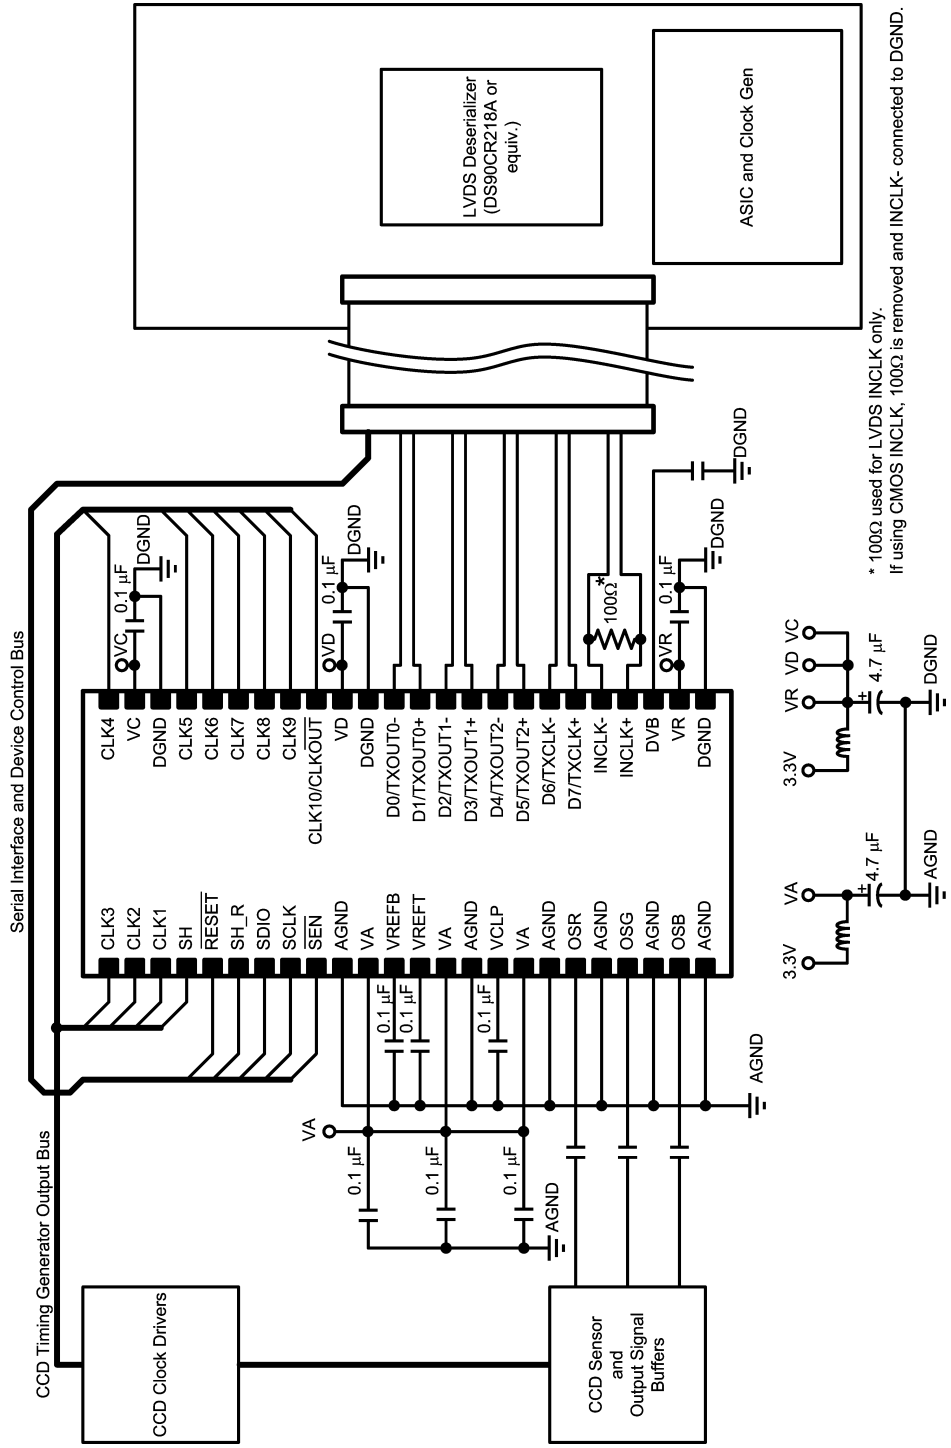 Serial Interface and Device Control Bus
CCD Timing Generator Output Bus
CCD Clock Drivers
CCD Sensor
and
Output Signal
Buffers
CLK3
CLK2
CLK1
SH
RESET
SH_R
SDIO
SCLK
SEN
AGND
VA
VREFB
VREFT
VA
AGND
VCLP
VA
AGND
OSR
AGND
OSG
AGND
OSB
AGND
CLK4
VC
DGND
CLK5
CLK6
CLK7
CLK8
CLK9
CLK10/CLKOUT
VD
DGND
D0/TXOUT0-
D1/TXOUT0+
D2/TXOUT1-
D3/TXOUT1+
D4/TXOUT2-
D5/TXOUT2+
D6/TXCLK-
D7/TXCLK+
INCLK-
INCLK+
DVB
VR
DGND
VA
0.1 µF
0.1 µF
0.1 µF
AGND
0.1 µF
0.1 µF
0.1 µF
AGND
VC
0.1 µF
DGND
VD
0.1 µF
DGND
100Ω
*
VR
0.1 µF
DGND
DGND
LVDS Deserializer
(DS90CR218A or
equiv.)
ASIC and Clock Gen
3.3V
VA
+
4.7 µF
AGND
3.3V
VR
VD
VC
+
4.7 µF
DGND
* 100Ω used for LVDS INCLK only.
If using CMOS INCLK, 100Ω is removed and INCLK- connected to DGND.